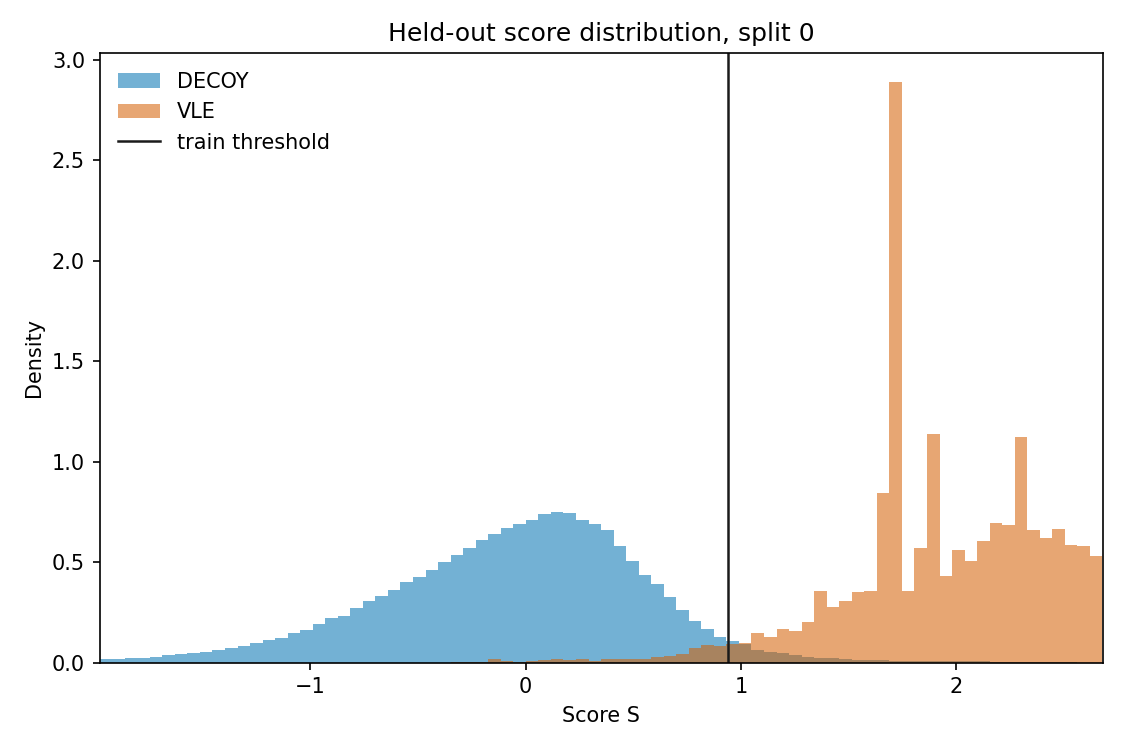 Held-out score distribution, split 0
DECOY
VLE
train threshold
3.0
2.5
2.0
1.5
1.0
0.5
0.0
Density
−1
0
1
2
Score S